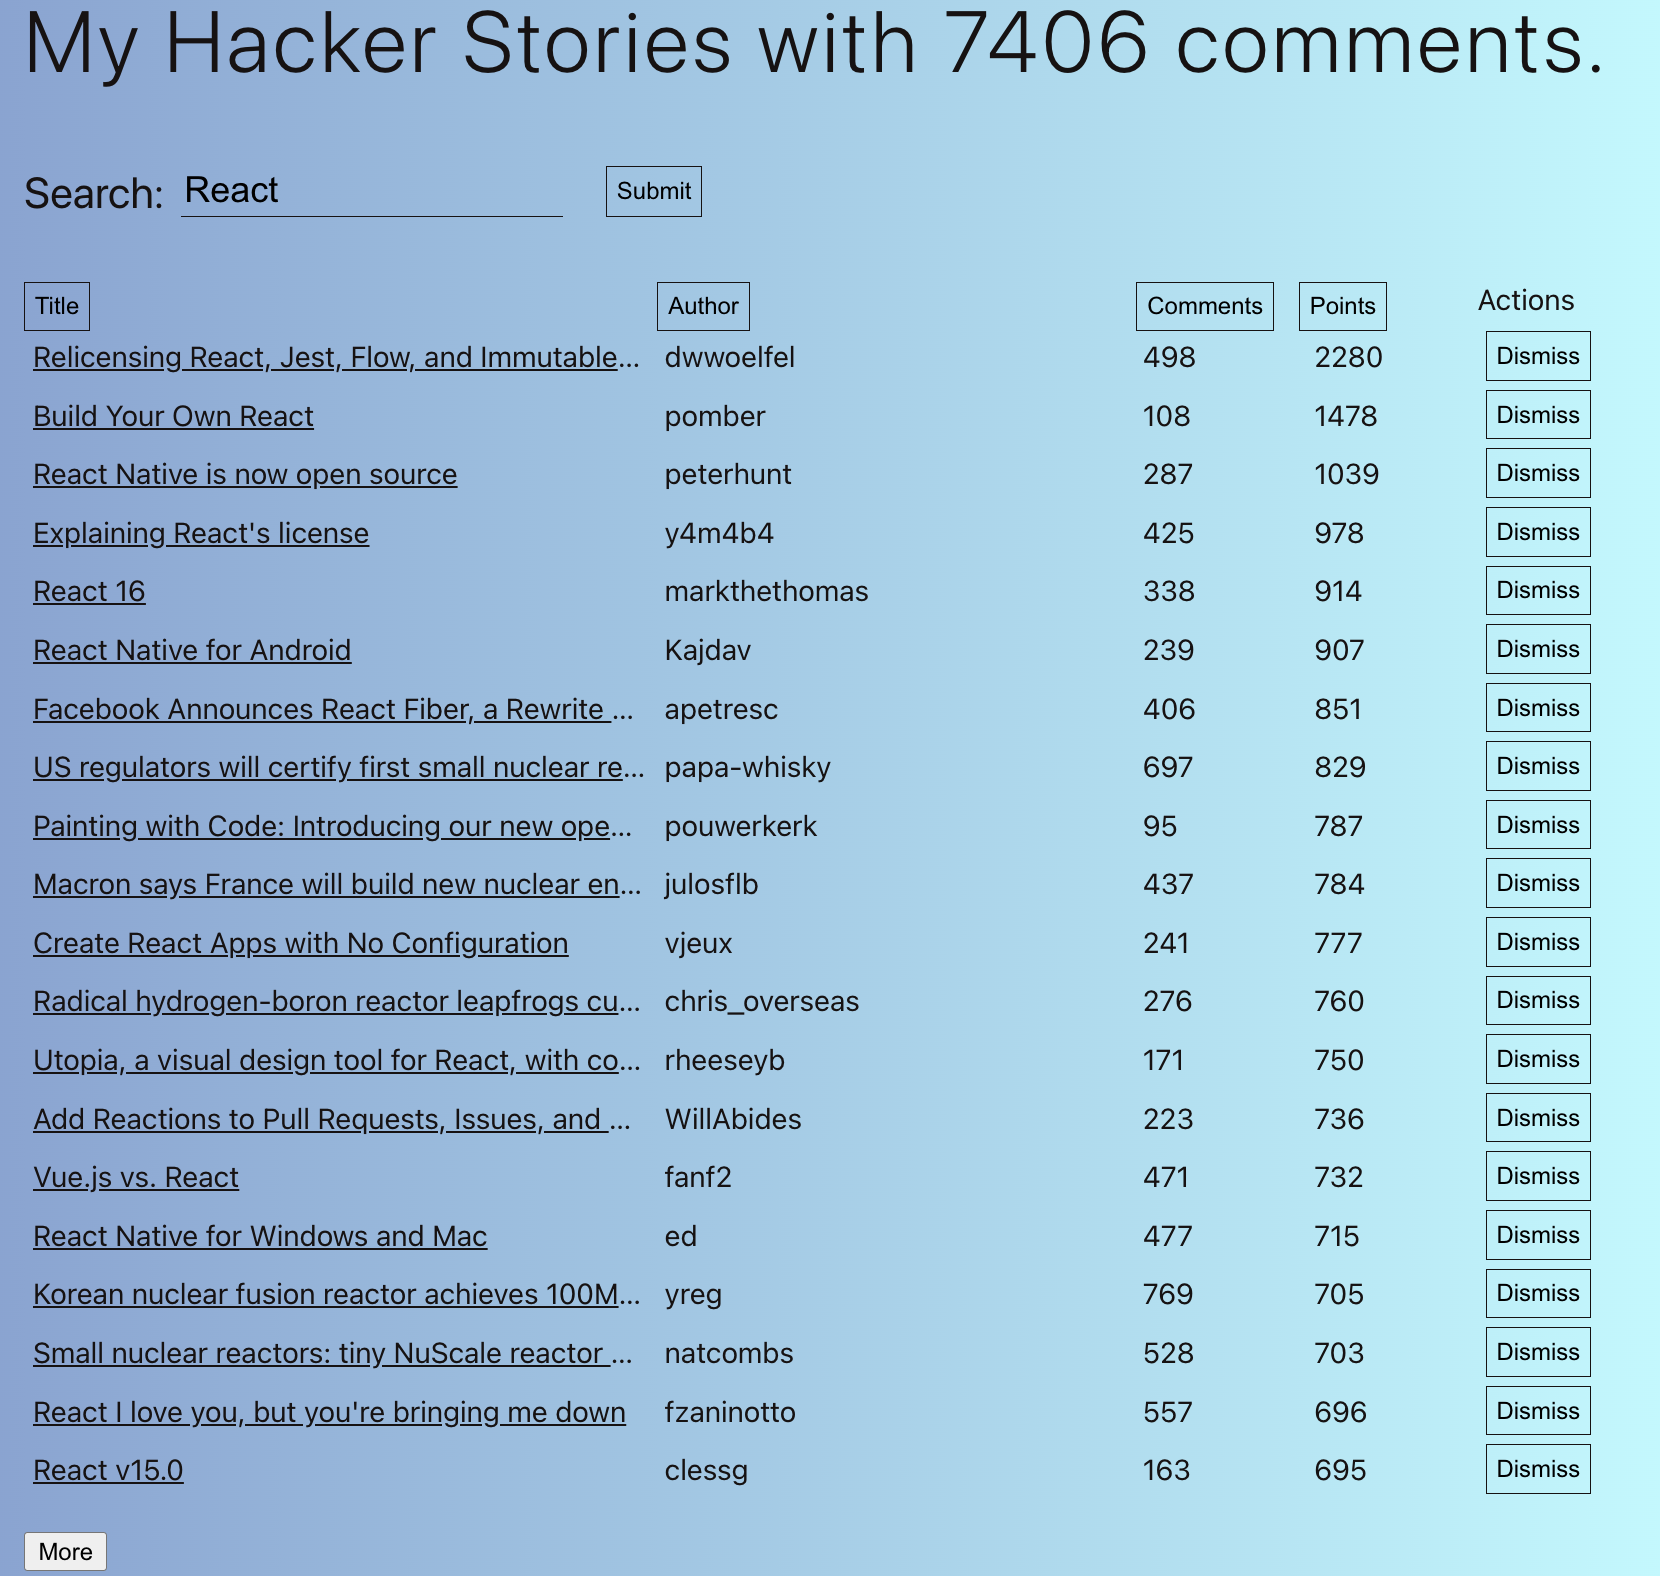 My Hacker Stories with 7406 comments.
Search: React Submit
Title Author Comments Points Actions
Relicensing React, Jest, Flow, and Immutable... dwwoelfel 498 2280 Dismiss
Build Your Own React pomber 108 1478 Dismiss
React Native is now open source peterhunt 287 1039 Dismiss
Explaining React's license y4m4b4 425 978 Dismiss
React 16 markthethomas 338 914 Dismiss
React Native for Android Kajdav 239 907 Dismiss
Facebook Announces React Fiber, a Rewrite ... apetresc 406 851 Dismiss
US regulators will certify first small nuclear re... papa-whisky 697 829 Dismiss
Painting with Code: Introducing our new ope... pouwerkerk 95 787 Dismiss
Macron says France will build new nuclear en... julosflb 437 784 Dismiss
Create React Apps with No Configuration vjeux 241 777 Dismiss
Radical hydrogen-boron reactor leapfrogs cu... chris_overseas 276 760 Dismiss
Utopia, a visual design tool for React, with co... rheeseyb 171 750 Dismiss
Add Reactions to Pull Requests, Issues, and ... WillAbides 223 736 Dismiss
Vue.js vs. React fanf2 471 732 Dismiss
React Native for Windows and Mac ed 477 715 Dismiss
Korean nuclear fusion reactor achieves 100M... yreg 769 705 Dismiss
Small nuclear reactors: tiny NuScale reactor ... natcombs 528 703 Dismiss
React I love you, but you're bringing me down fzaninotto 557 696 Dismiss
React v15.0 clessg 163 695 Dismiss
More